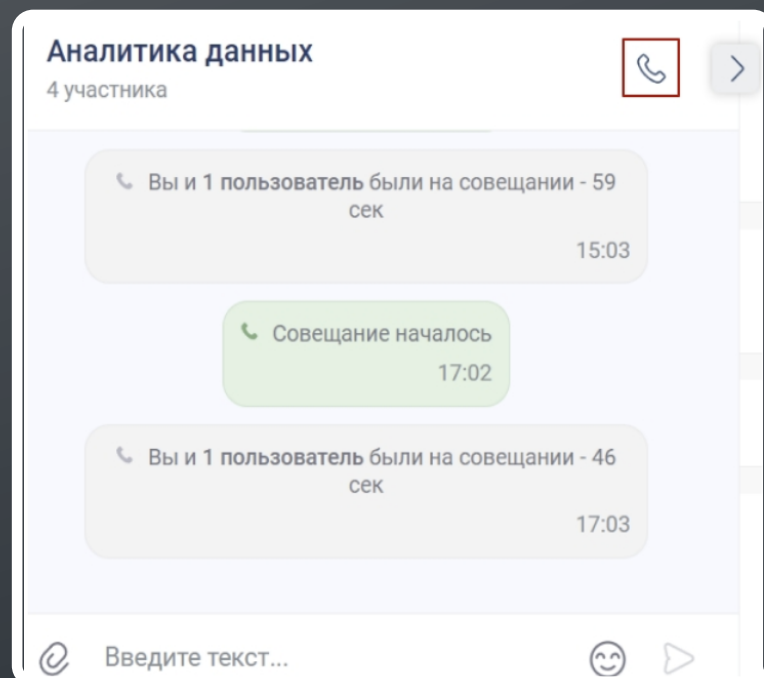 Аналитика данных
4 участника
Вы и 1 пользователь были на совещании - 59
сек
15:03
Совещание началось
17:02
Вы и 1 пользователь были на совещании - 46
сек
17:03
Введите текст...